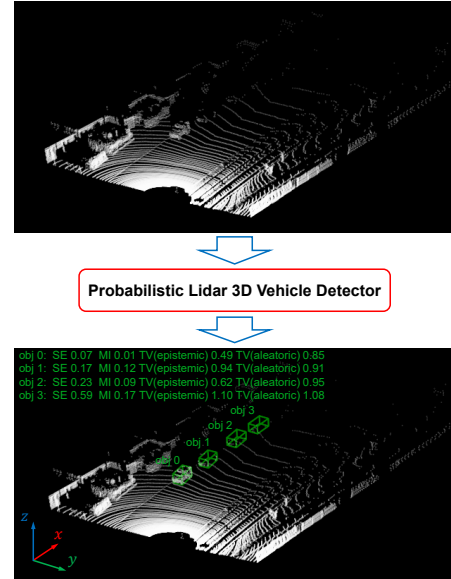 Probabilistic Lidar 3D Vehicle Detector
obj 0: SE 0.07 MI 0.01 TV(epistemic) 0.49 TV(aleatoric) 0.85
obj 1: SE 0.17 MI 0.12 TV(epistemic) 0.94 TV(aleatoric) 0.91
obj 2: SE 0.23 MI 0.09 TV(epistemic) 0.62 TV(aleatoric) 0.95
obj 3: SE 0.59 MI 0.17 TV(epistemic) 1.10 TV(aleatoric) 1.08
obj 3
obj 2
obj 1
obj 0
z
x
y